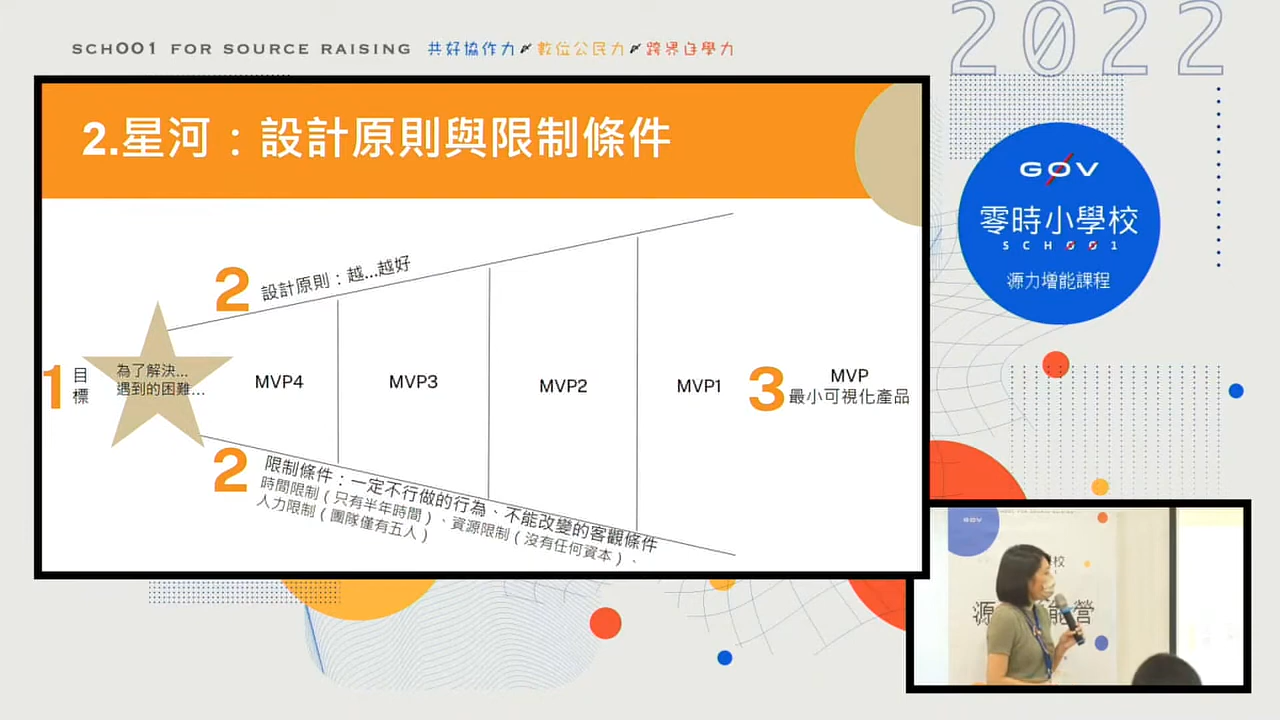 SCHOO1 FOR SOURCE RAISING 共好協作力 數位公民力 跨界自學力
2022
2.星河：設計原則與限制條件
2 設計原則：越...越好
1 目標
為了解決...
遇到的困難...
MVP4
MVP3
MVP2
MVP1
3 MVP
最小可視化產品
2 限制條件：一定不行做的行為、不能改變的客觀條件
時間限制（只有半年時間）、資源限制（沒有任何資本）、
人力限制（團隊僅有五人）
GØV
零時小學校
SCHØØ1
源力增能課程
GOV
校
源 能營